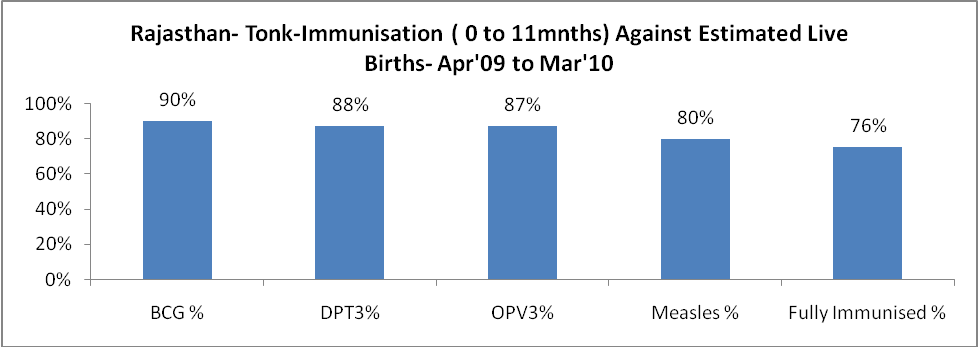 Rajasthan- Tonk-Immunisation ( 0 to 11mnths) Against Estimated Live
Births- Apr'09 to Mar'10
90%
88%
87%
80%
76%
100%
80%
60%
40%
20%
0%
BCG %
DPT3%
OPV3%
Measles %
Fully Immunised %